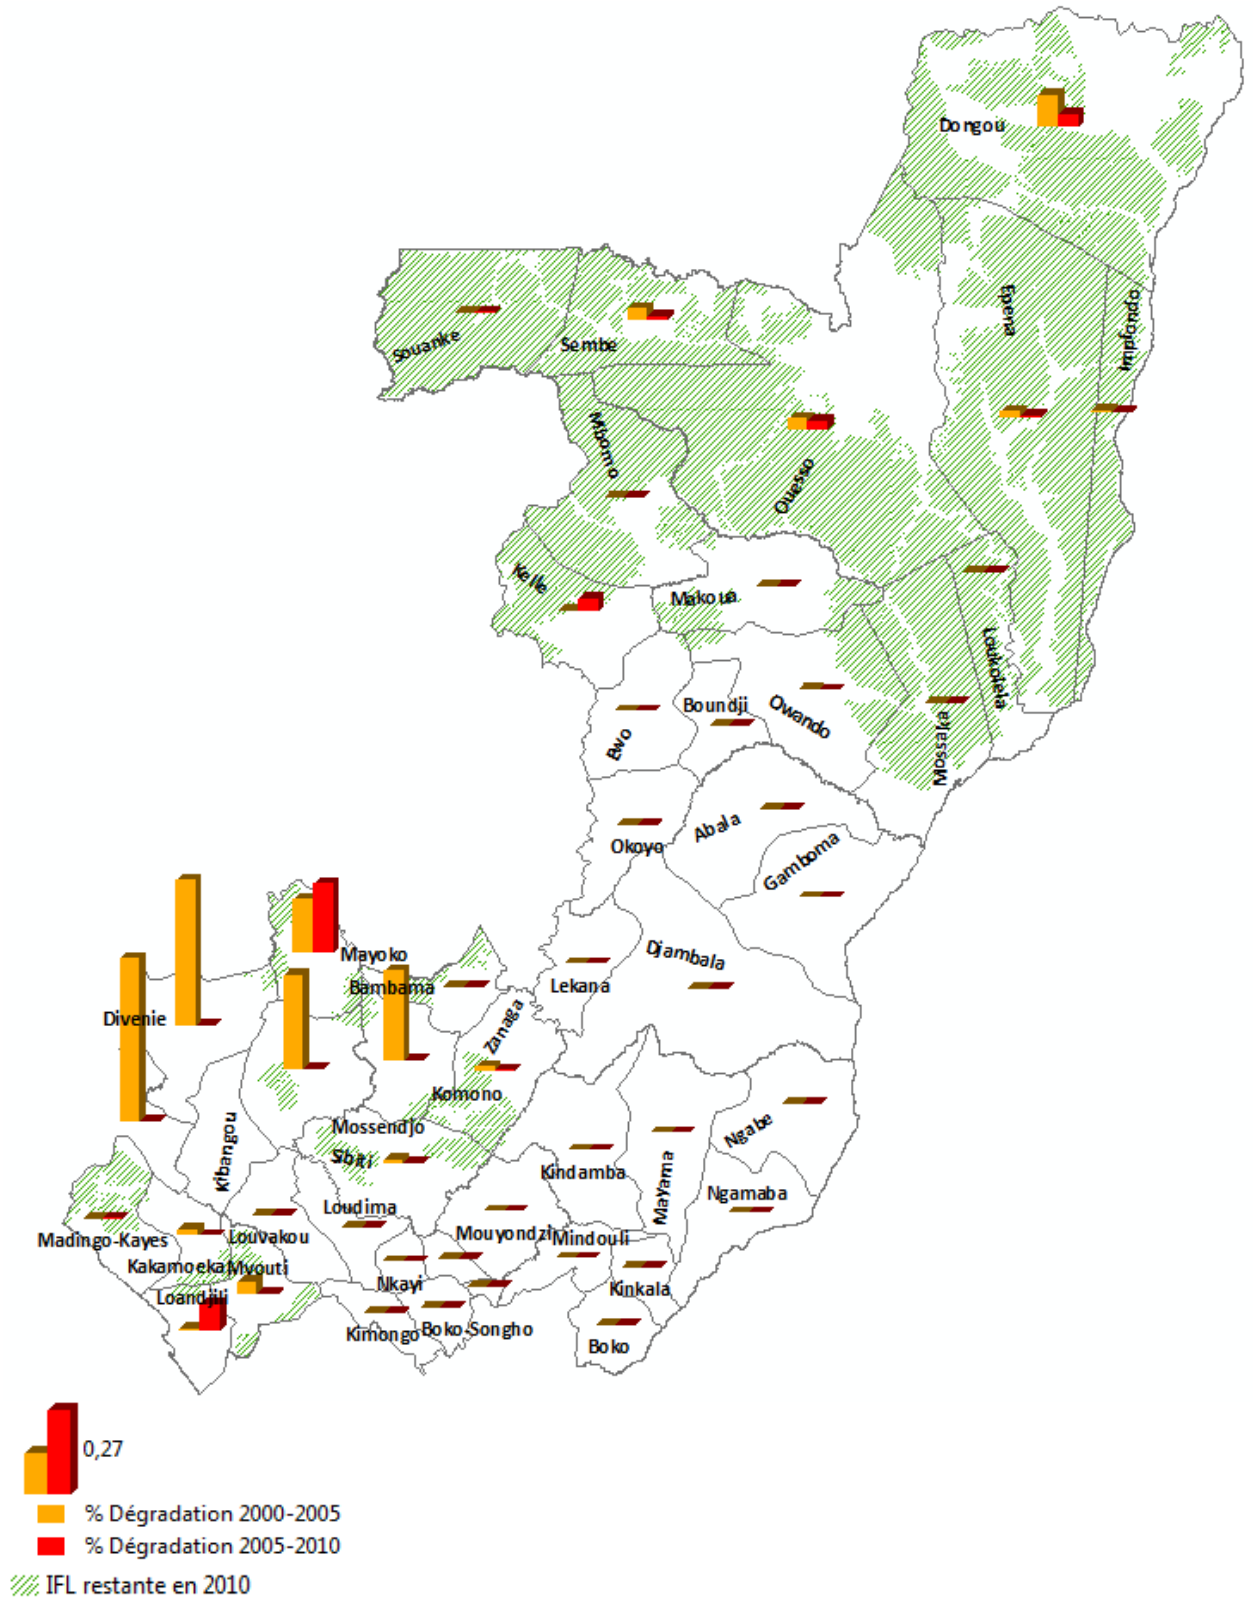 Dongou
Epena
Impfondo
Souanke
Sembe
Mbomo
Ouesso
Kelle
Makoua
Loukolela
Boundji
Owando
Ewo
Mossaka
Abala
Okoyo
Gamboma
Djambala
Mayoko
Bambama
Lekana
Divenie
Zanaga
Komono
Mossendjo
Ngabe
Kibangou
Sibiti
Kindamba
Mayama
Ngamaba
Loudima
Madingo-Kayes
Louvakou
Mouyondzi
Mindouli
Kakamoeka
Mvouti
Nkayi
Kinkala
Loandjili
Kimongo
Boko-Songho
Boko
0,27
% Dégradation 2000-2005
% Dégradation 2005-2010
IFL restante en 2010